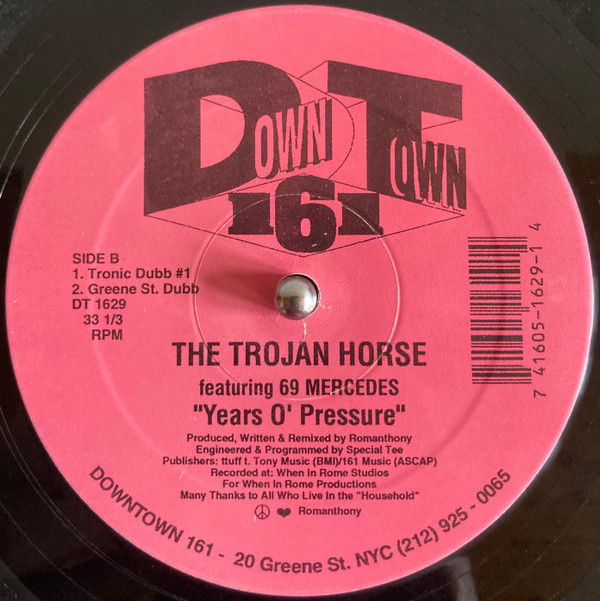 DOWN TOWN
161
SIDE B
1. Tronic Dubb #1
2. Greene St. Dubb
DT 1629
33 1/3
RPM
7 41605-1629-1 4
THE TROJAN HORSE
featuring 69 MERCEDES
"Years O' Pressure"
Produced, Written & Remixed by Romanthony
Engineered & Programmed by Special Tee
Publishers: ttuff t. Tony Music (BMI)/161 Music (ASCAP)
Recorded at: When In Rome Studios
For When In Rome Productions
Many Thanks to All Who Live In the "Household"
☮ ❤ Romanthony
DOWNTOWN 161 - 20 Greene St. NYC (212) 925 - 0065